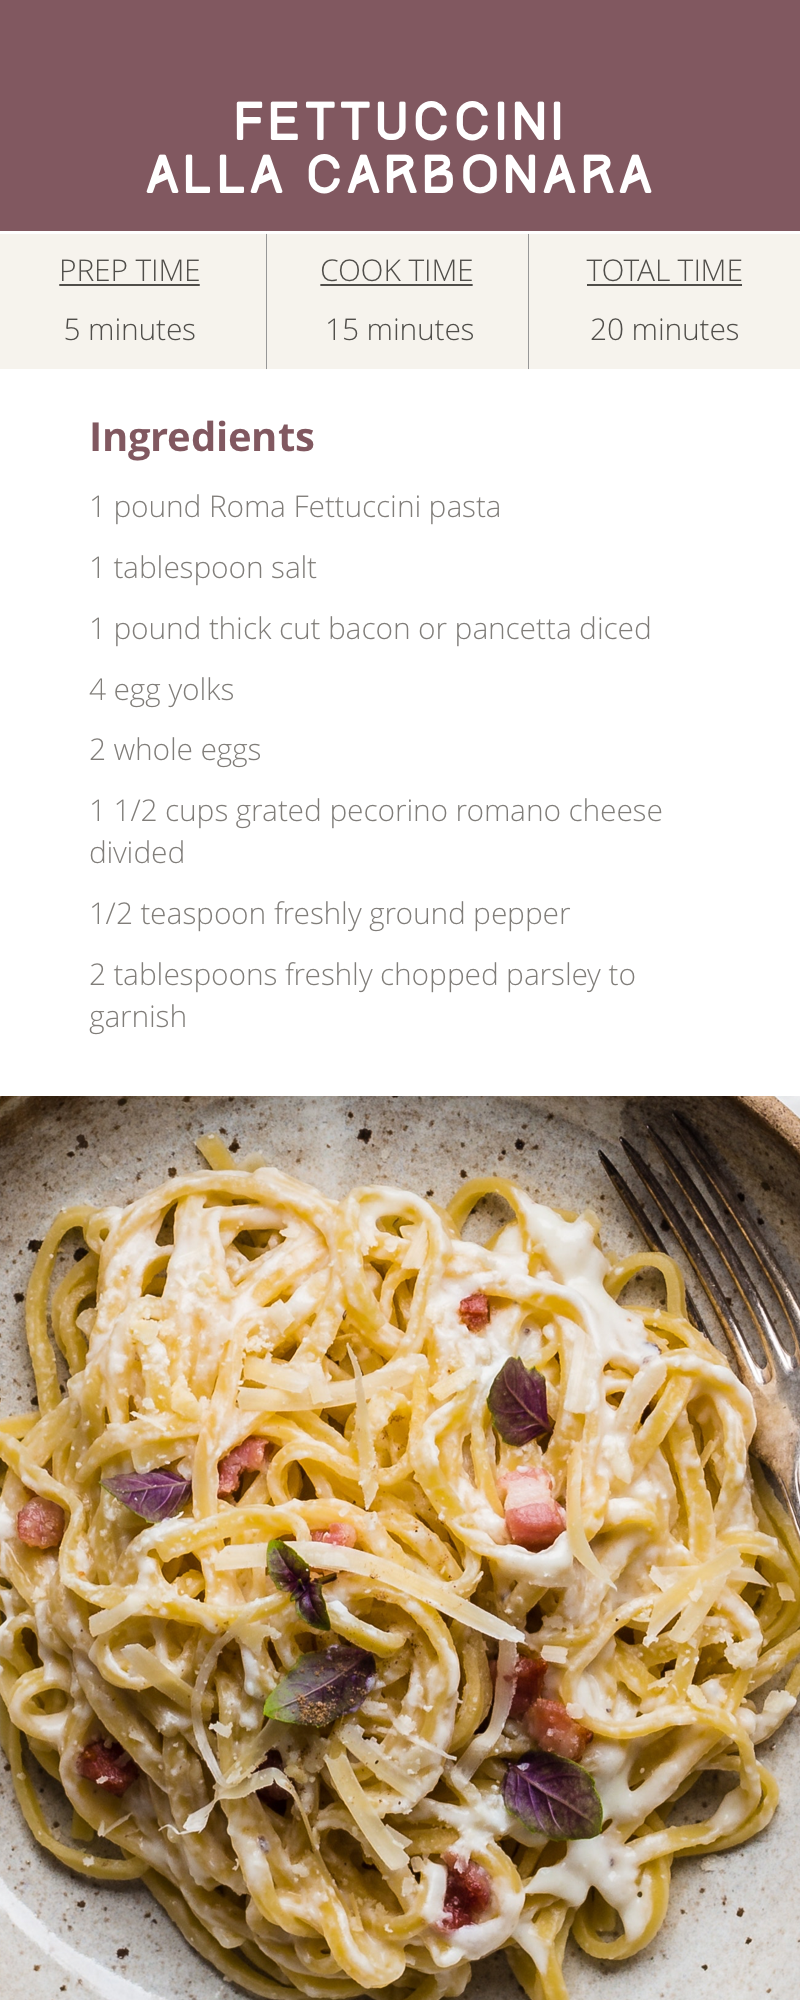 FETTUCCINI
ALLA CARBONARA
PREP TIME
5 minutes
COOK TIME
15 minutes
TOTAL TIME
20 minutes
Ingredients
1 pound Roma Fettuccini pasta
1 tablespoon salt
1 pound thick cut bacon or pancetta diced
4 egg yolks
2 whole eggs
1 1/2 cups grated pecorino romano cheese
divided
1/2 teaspoon freshly ground pepper
2 tablespoons freshly chopped parsley to
garnish